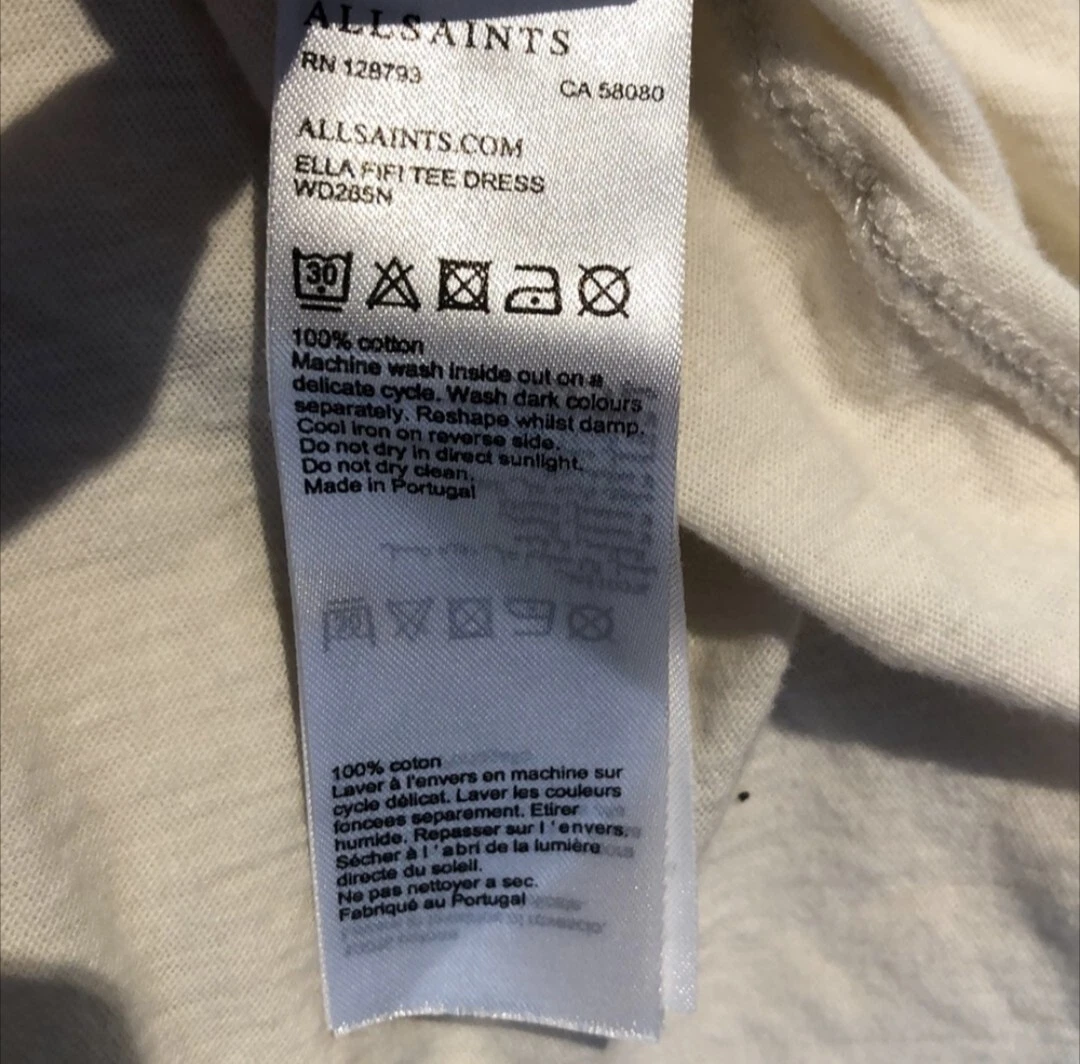 ALLSAINTS
RN 128793
CA 58080
ALLSAINTS.COM
ELLA FIFI TEE DRESS
WD265N
30
100% cotton
Machine wash inside out on a
delicate cycle. Wash dark colours
separately. Reshape whilst damp.
Cool iron on reverse side.
Do not dry in direct sunlight.
Do not dry clean.
Made in Portugal
100% coton
Laver à l'envers en machine sur
cycle délicat. Laver les couleurs
foncees separement. Etirer
humide. Repasser sur l'envers.
Sécher à l'abri de la lumière
directe du soleil.
Ne pas nettoyer a sec.
Fabriqué au Portugal